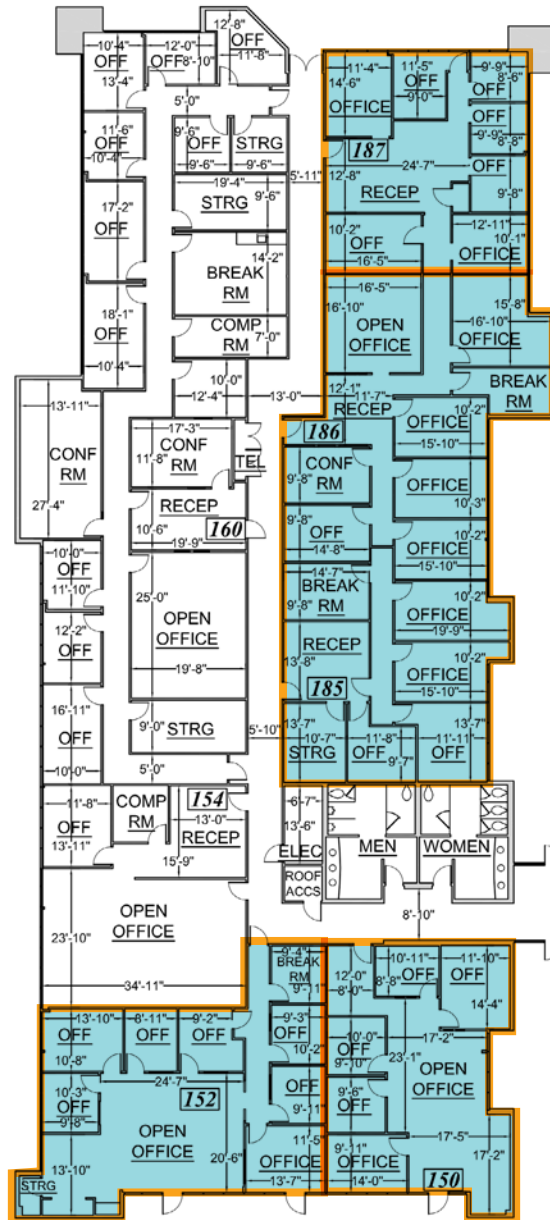 12'-8"
OFF
11'-8"
10'-4"
OFF
13'-4"
12'-0"
OFF
8'-10"
5'-0"
11'-6"
OFF
10'-4"
9'-6"
OFF
9'-6"
STRG
9'-6"
19'-4"
9'-6"
STRG
17'-2"
OFF
14'-2"
BREAK
RM
18'-1"
OFF
10'-4"
COMP
RM
7'-0"
10'-0"
12'-4"
13'-0"
5'-11"
13'-11"
CONF
RM
27'-4"
17'-3"
CONF
RM
11'-8"
TEL
RECEP
10'-6"
160
19'-9"
10'-0"
OFF
11'-10"
25'-0"
OPEN
OFFICE
19'-8"
12'-2"
OFF
16'-11"
OFF
10'-0"
9'-0"
STRG
5'-0"
5'-10"
11'-4"
14'-6"
OFFICE
11'-5"
OFF
9'-0"
9'-9"
8'-6"
OFF
OFF
9'-9"
8'-8"
187
24'-7"
OFF
9'-8"
12'-8"
RECEP
10'-2"
OFF
16'-5"
12'-11"
10'-1"
OFFICE
16'-5"
16'-10"
OPEN
OFFICE
15'-8"
16'-10"
OFFICE
BREAK
RM
12'-1"
11'-7"
RECEP
186
10'-2"
OFFICE
15'-10"
CONF
RM
9'-8"
OFFICE
10'-3"
9'-8"
OFF
14'-8"
10'-2"
OFFICE
15'-10"
14'-7"
BREAK
RM
9'-8"
10'-2"
OFFICE
19'-9"
RECEP
13'-8"
185
10'-2"
OFFICE
15'-10"
13'-7"
10'-7"
STRG
11'-8"
OFF
9'-7"
13'-7"
11'-11"
OFF
11'-8"
OFF
13'-11"
COMP
RM
154
13'-0"
RECEP
15'-9"
6'-7"
13'-6"
ELEC
MEN
WOMEN
ROOF
ACCS
8'-10"
OPEN
OFFICE
23'-10"
34'-11"
9'-4"
BREAK
RM
9'-11"
13'-10"
OFF
10'-8"
8'-11"
OFF
9'-2"
OFF
9'-3"
OFF
10'-2"
24'-7"
10'-3"
OFF
9'-8"
152
OFF
9'-11"
OPEN
OFFICE
20'-6"
11'-5"
OFFICE
13'-7"
13'-10"
STRG
12'-0"
8'-0"
10'-11"
OFF
8'-8"
11'-10"
OFF
14'-4"
10'-0"
OFF
9'-10"
17'-2"
23'-1"
OPEN
OFFICE
9'-6"
OFF
9'-11"
OFFICE
14'-0"
17'-5"
17'-2"
150